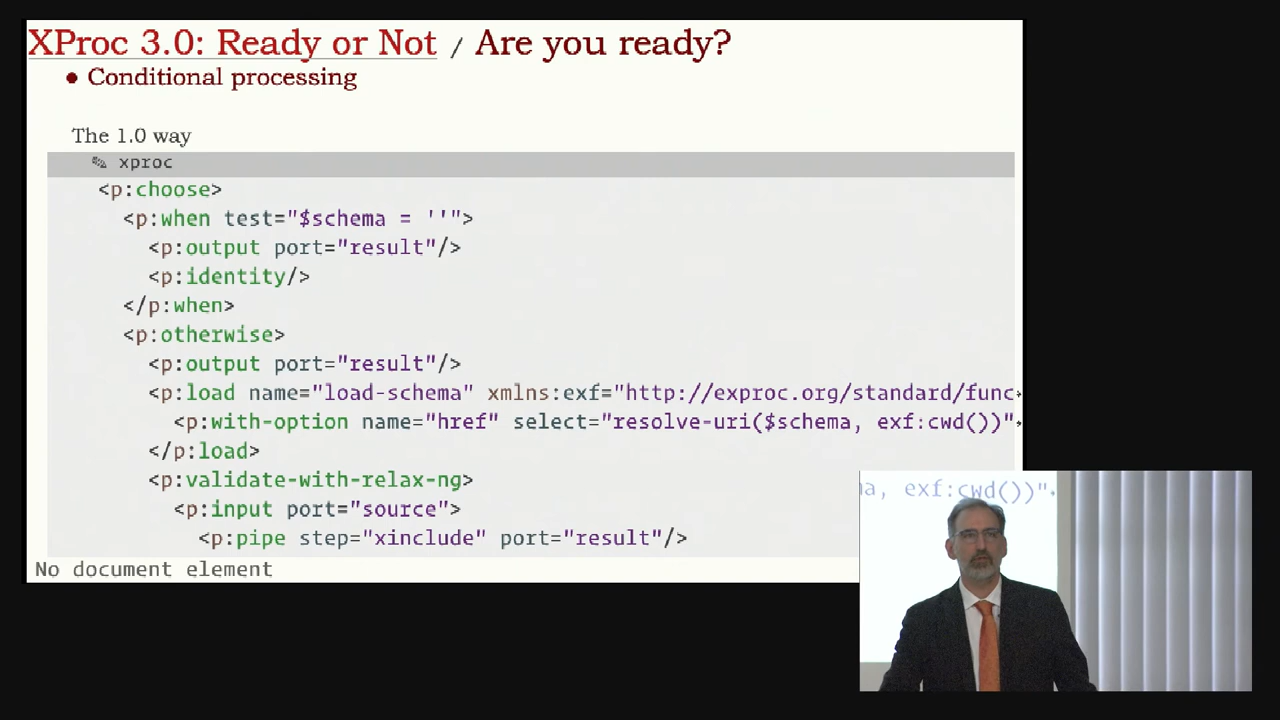 XProc 3.0: Ready or Not / Are you ready?
● Conditional processing
The 1.0 way
xproc
<p:choose>
<p:when test="$schema = ''">
<p:output port="result"/>
<p:identity/>
</p:when>
<p:otherwise>
<p:output port="result"/>
<p:load name="load-schema" xmlns:exf="http://exproc.org/standard/func
<p:with-option name="href" select="resolve-uri($schema, exf:cwd())"
</p:load>
<p:validate-with-relax-ng>
<p:input port="source">
<p:pipe step="xinclude" port="result"/>
No document element
a, exf:cwd())"